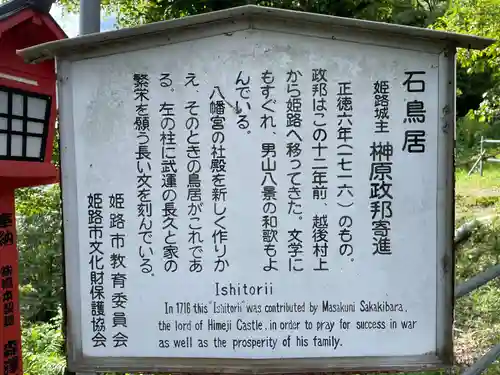 石鳥居
姫路城主 榊原政邦寄進
正徳六年(一七一六)のもの。
政邦はこの十二年前、越後村上
から姫路へ移ってきた。文学に
もすぐれ、男山八景の和歌もよ
んでいる。
八幡宮の社殿を新しく作りか
え、そのときの鳥居がこれであ
る。左の柱に武運の長久と家の
繁栄を願う長い文を刻んでいる。
姫路市教育委員会
姫路市文化財保護協会
Ishitorii
In 1716 this "Ishitorii" was contributed by Masakuni Sakakibara,
the lord of Himeji Castle, in order to pray for success in war
as well as the prosperity of his family.
奉納